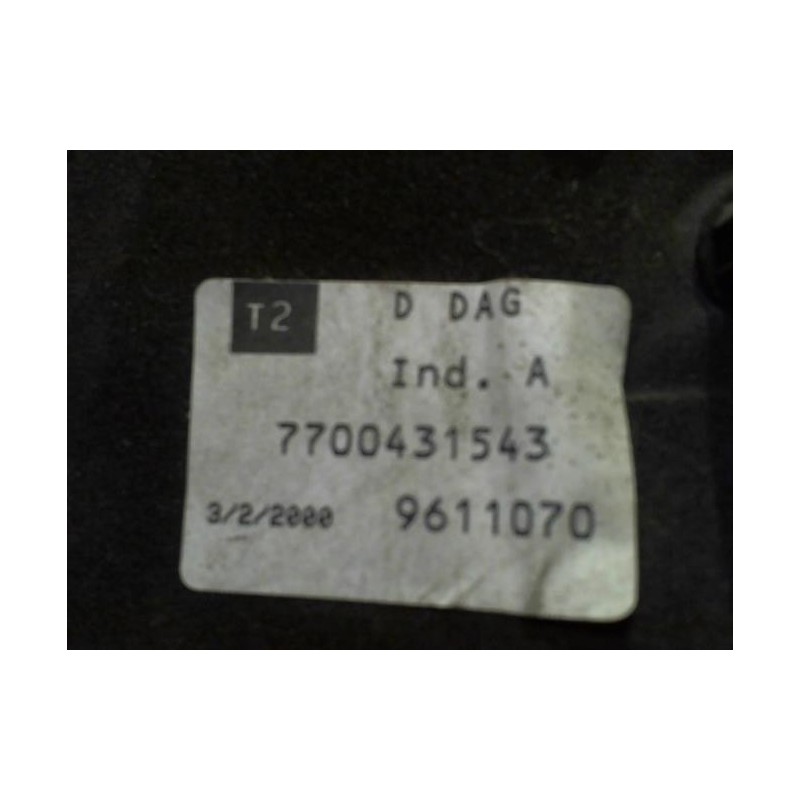 T2 D DAG
Ind. A
7700431543
3/2/2000 9611070